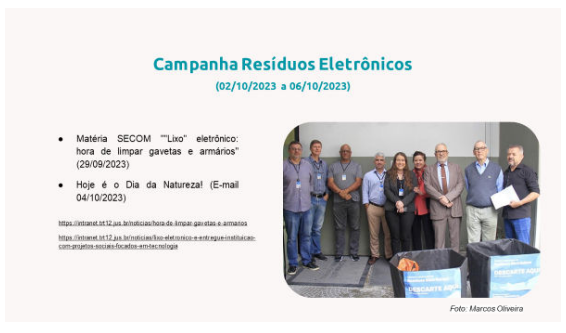 Campanha Resíduos Eletrônicos
(02/10/2023 a 06/10/2023)
● Matéria SECOM ""Lixo" eletrônico:
hora de limpar gavetas e armários"
(29/09/2023)
● Hoje é o Dia da Natureza! (E-mail
04/10/2023)
https://intranet.trt12.jus.br/noticias/hora-de-limpar-gavetas-e-armarios
https://intranet.trt12.jus.br/noticias/lixo-eletronico-e-entregue-instituicao-
com-projetos-sociais-focados-em-tecnologia
DESCARTE AQUI
DESCARTE AQUI
Foto: Marcos Oliveira